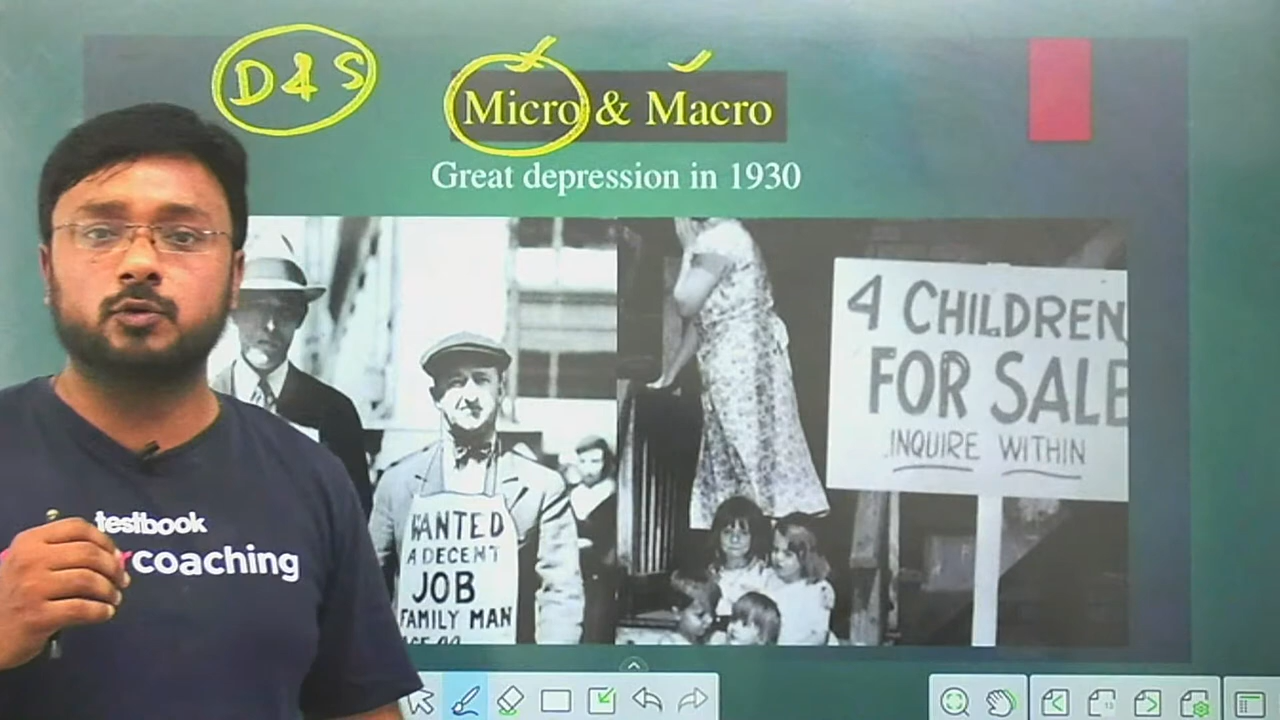 D & S
Micro & Macro
Great depression in 1930
4 CHILDREN
FOR SALE
INQUIRE WITHIN
WANTED
A DECENT
JOB
FAMILY MAN
testbook
coaching